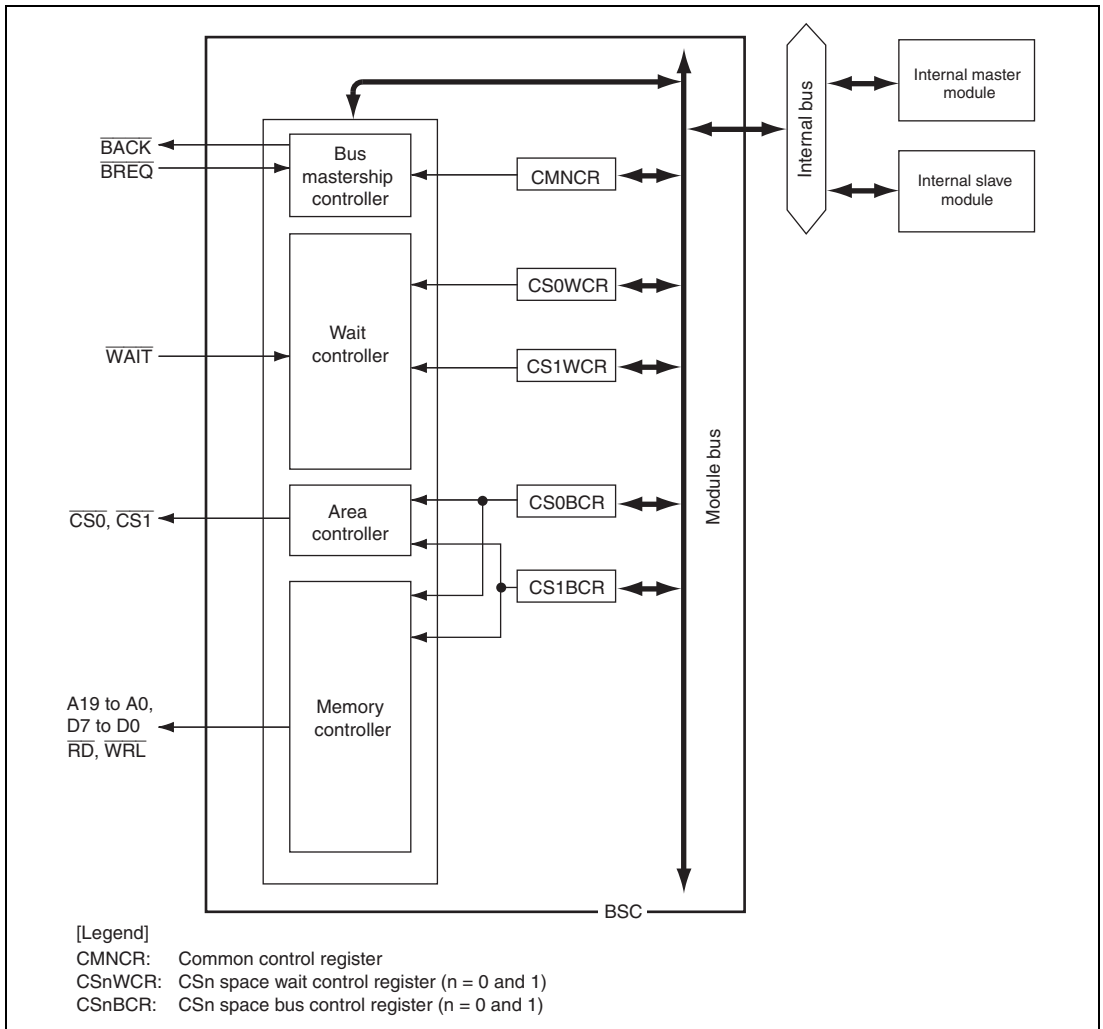 BACK
BREQ
Bus
mastership
controller
CMNCR
Internal bus
Internal master
module
Internal slave
module
CS0WCR
WAIT
Wait
controller
CS1WCR
Module bus
CS0, CS1
Area
controller
CS0BCR
CS1BCR
A19 to A0,
D7 to D0
RD, WRL
Memory
controller
BSC
[Legend]
CMNCR: Common control register
CSnWCR: CSn space wait control register (n = 0 and 1)
CSnBCR: CSn space bus control register (n = 0 and 1)